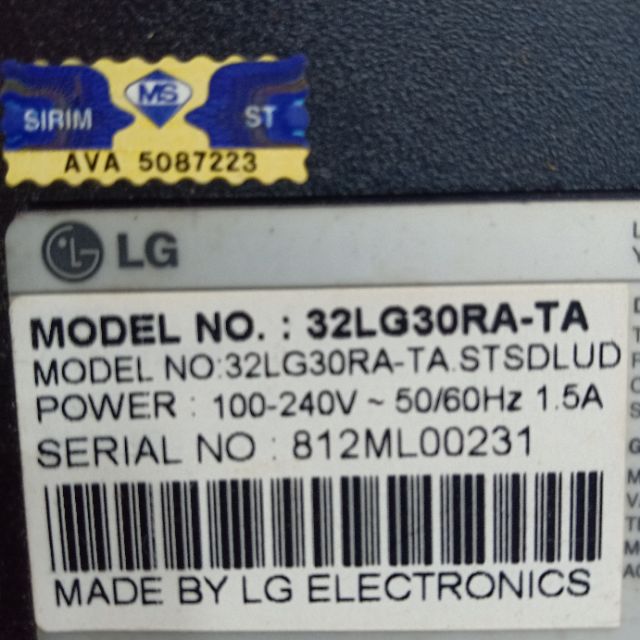 MS
SIRIM ST
AVA 5087223
LG
MODEL NO. : 32LG30RA-TA
MODEL NO:32LG30RA-TA.STSDLUD
POWER : 100-240V ~ 50/60Hz 1.5A
SERIAL NO : 812ML00231
MADE BY LG ELECTRONICS